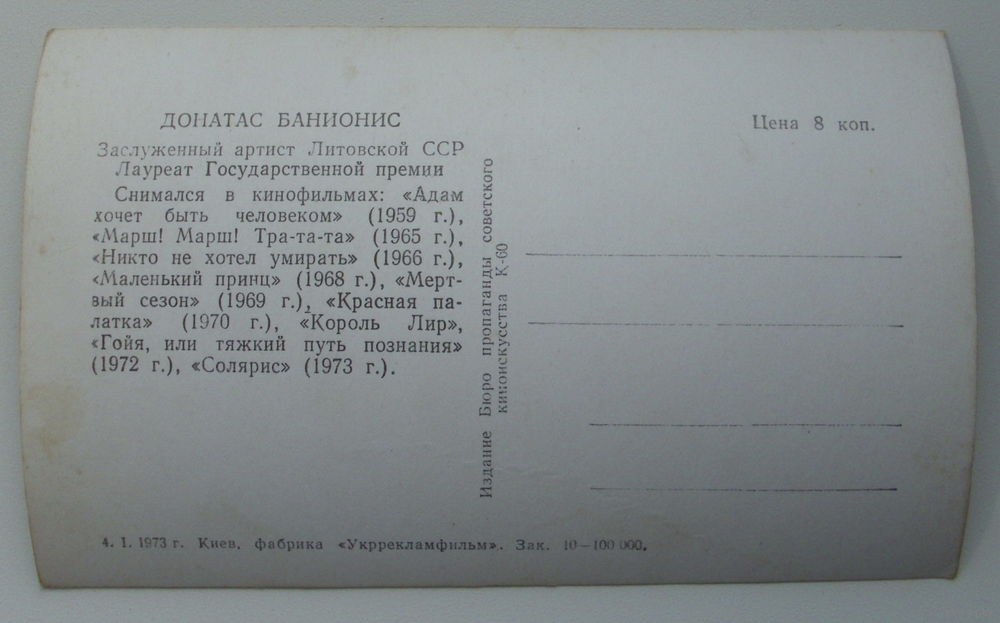 ДОНАТАС БАНИОНИС
Заслуженный артист Литовской ССР
Лауреат Государственной премии
Снимался в кинофильмах: «Адам
хочет быть человеком» (1959 г.),
«Марш! Марш! Тра-та-та» (1965 г.),
«Никто не хотел умирать» (1966 г.),
«Маленький принц» (1968 г.), «Мерт-
вый сезон» (1969 г.), «Красная па-
латка» (1970 г.), «Король Лир»,
«Гойя, или тяжкий путь познания»
(1972 г.), «Солярис» (1973 г.).
Издание Бюро пропаганды советского
киноискусства К-60
Цена 8 коп.
4. 1. 1973 г. Киев, фабрика «Укррекламфильм». Зак. 10—100 000.